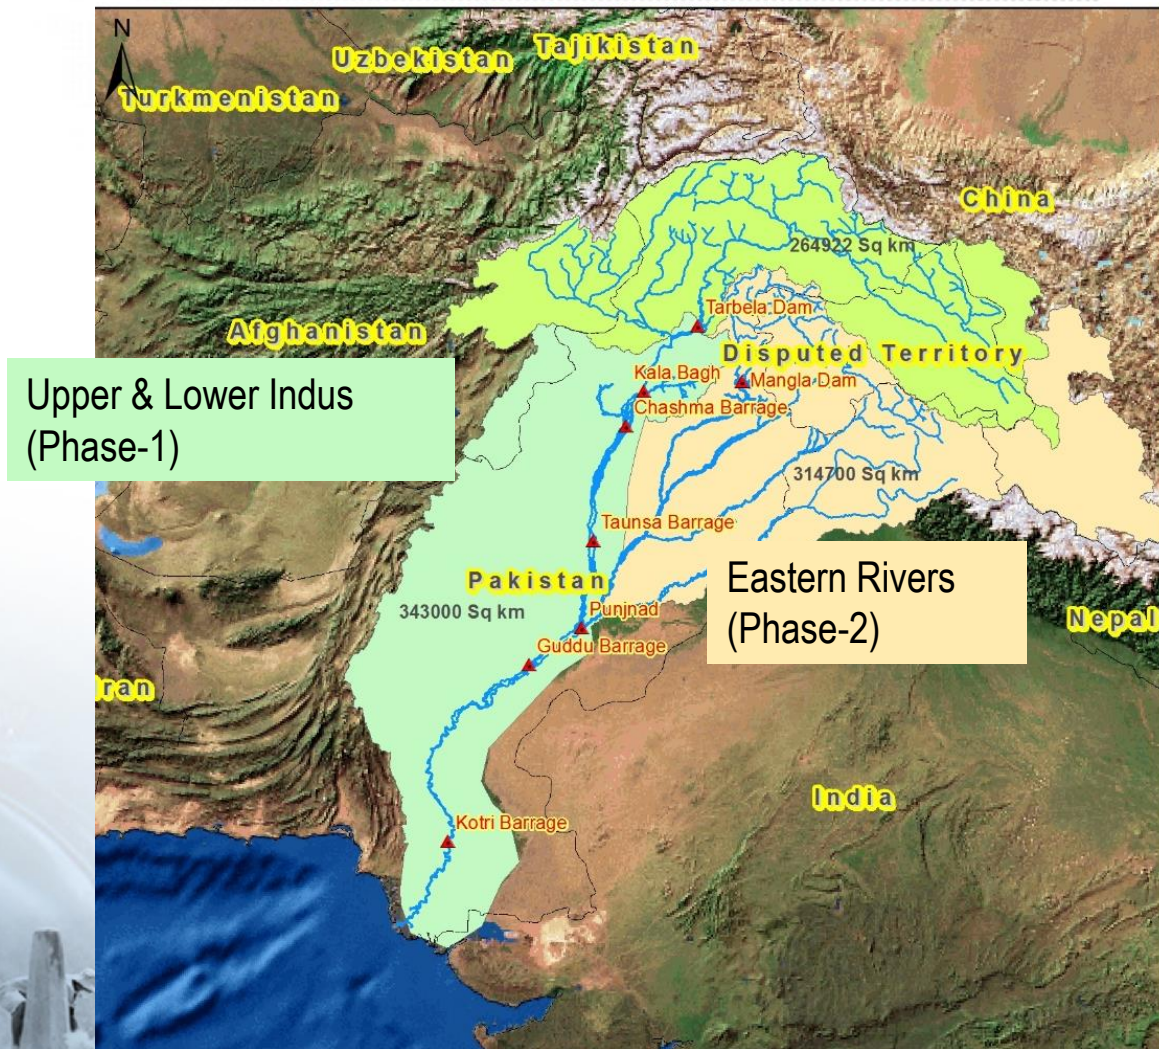 N
Uzbekistan
Tajikistan
Turkmenistan
China
264922 Sq km
Tarbela Dam
Afghanistan
Disputed Territory
Kala Bagh
Mangla Dam
Upper & Lower Indus
(Phase-1)
Chashma Barrage
314700 Sq km
Taunsa Barrage
Pakistan
343000 Sq km
Punjnad
Eastern Rivers
(Phase-2)
Nepal
Guddu Barrage
Iran
India
Kotri Barrage